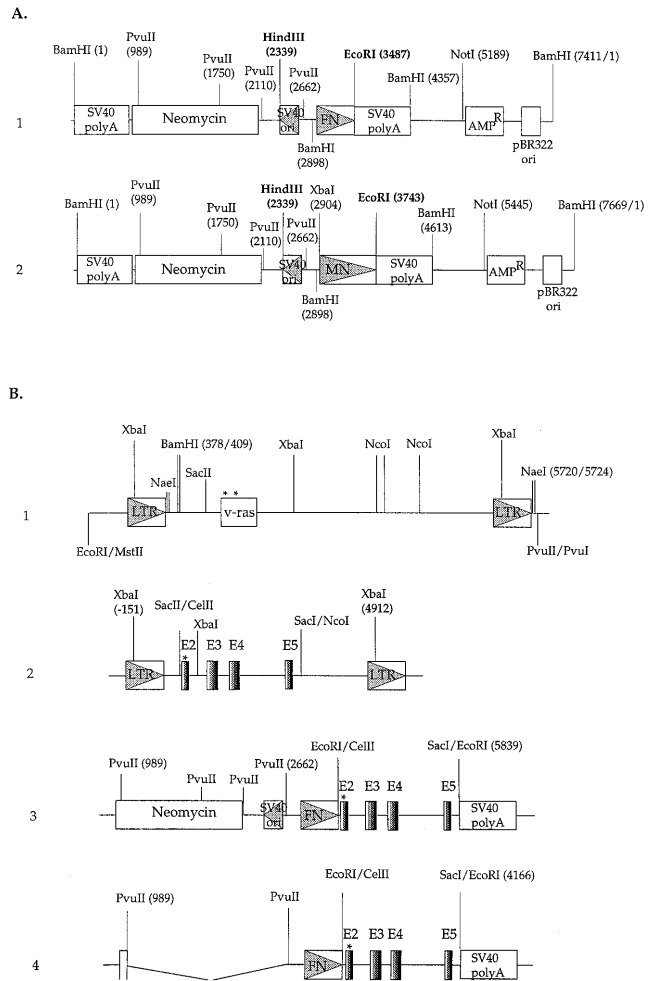 A.
HindIII
(2339)
PvuII
(989)
EcoRI (3487)
NotI (5189)
BamHI (7411/1)
BamHI (1)
PvuII
(1750)
PvuII
(2110)
PvuII
(2662)
BamHI (4357)
1
SV40
polyA
Neomycin
SV40
ori
FN
SV40
polyA
AMP R
pBR322
ori
BamHI
(2898)
HindIII
(2339)
XbaI
(2904)
PvuII
(989)
EcoRI (3743)
BamHI (1)
PvuII
(1750)
PvuII
(2110)
PvuII
(2662)
BamHI
(4613)
NotI (5445)
BamHI (7669/1)
2
SV40
polyA
Neomycin
SV40
ori
MN
SV40
polyA
AMP R
pBR322
ori
BamHI
(2898)
B.
XbaI
BamHI (378/409)
NaeI
SacII
XbaI
NcoI
NcoI
XbaI
NaeI (5720/5724)
* *
1
LTR
v-ras
LTR
EcoRI/MstII
PvuII/PvuI
XbaI
(-151)
SacII/CelII
XbaI
SacI/NcoI
XbaI
(4912)
E2
*
E3
E4
E5
2
LTR
LTR
EcoRI/CelII
SacI/EcoRI (5839)
PvuII (989)
PvuII
PvuII
PvuII (2662)
E2
*
E3
E4
E5
3
Neomycin
SV40
ori
FN
SV40
polyA
EcoRI/CelII
SacI/EcoRI (4166)
PvuII (989)
PvuII
E2
*
E3
E4
E5
4
FN
SV40
polyA